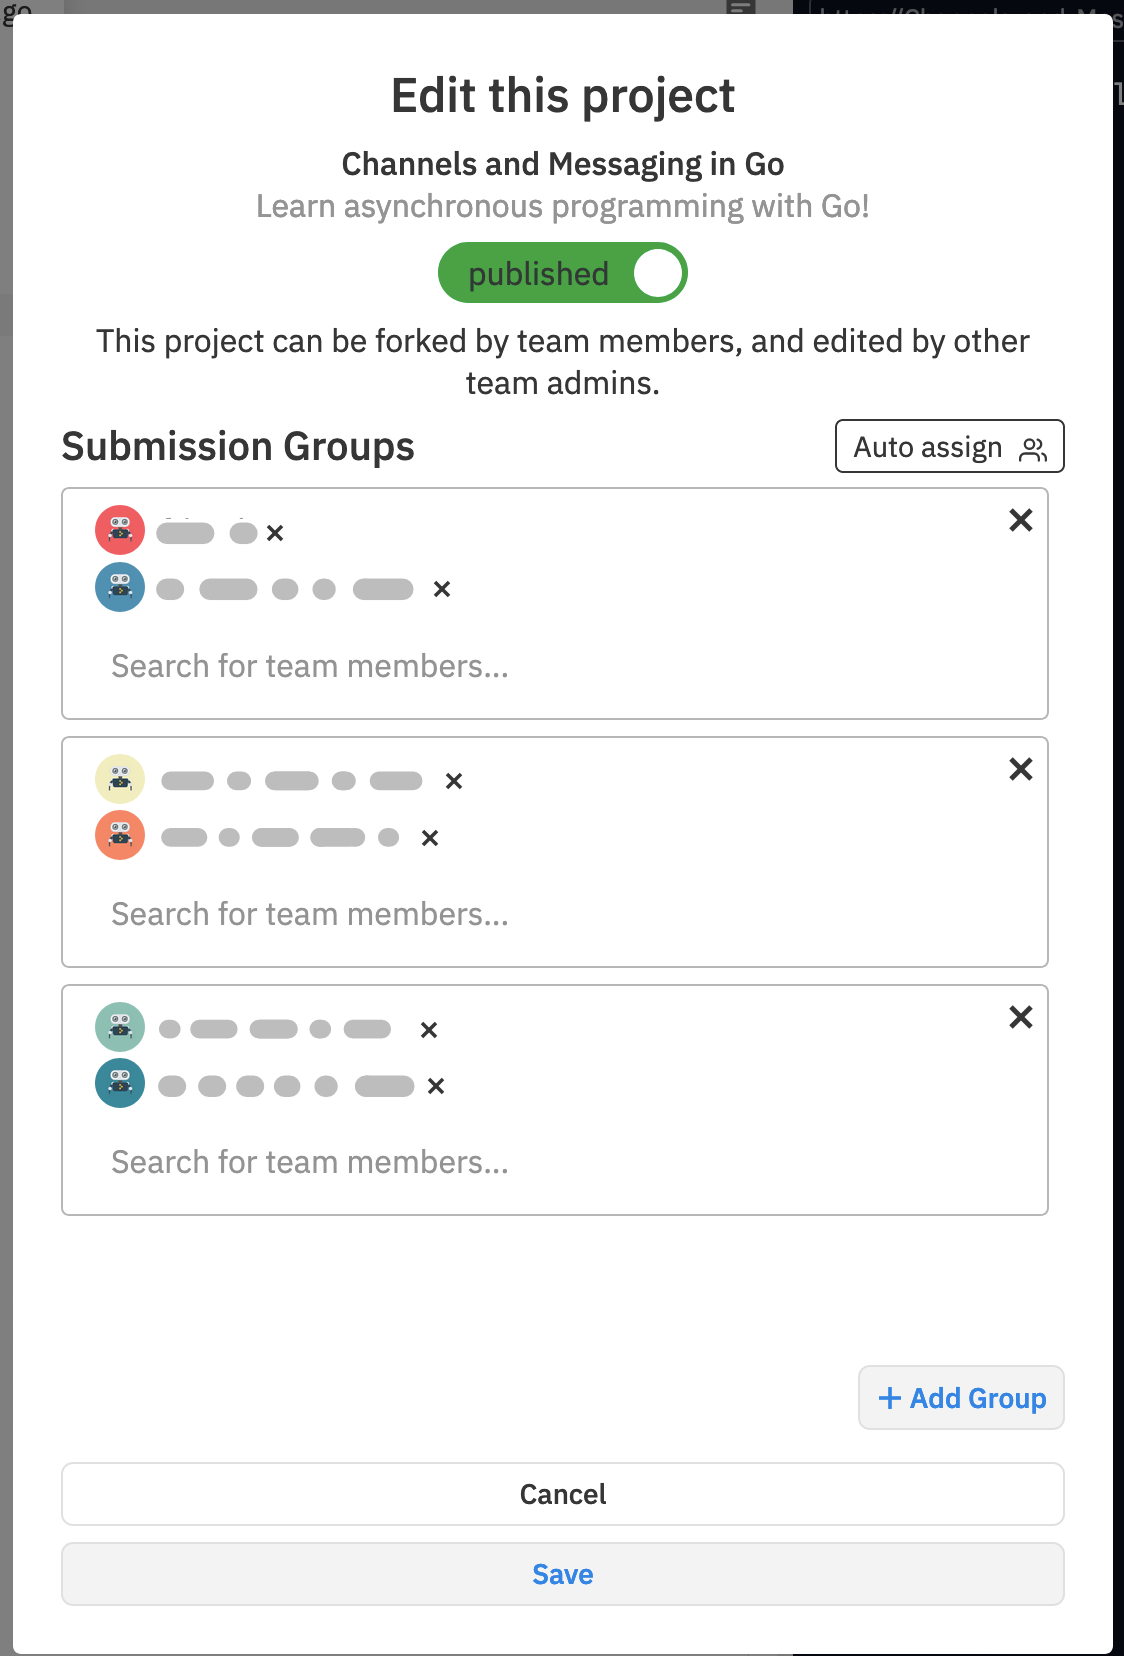 go
Edit this project
Channels and Messaging in Go
Learn asynchronous programming with Go!
published
This project can be forked by team members, and edited by other
team admins.
Submission Groups
Auto assign
Search for team members...
Search for team members...
Search for team members...
+ Add Group
Cancel
Save